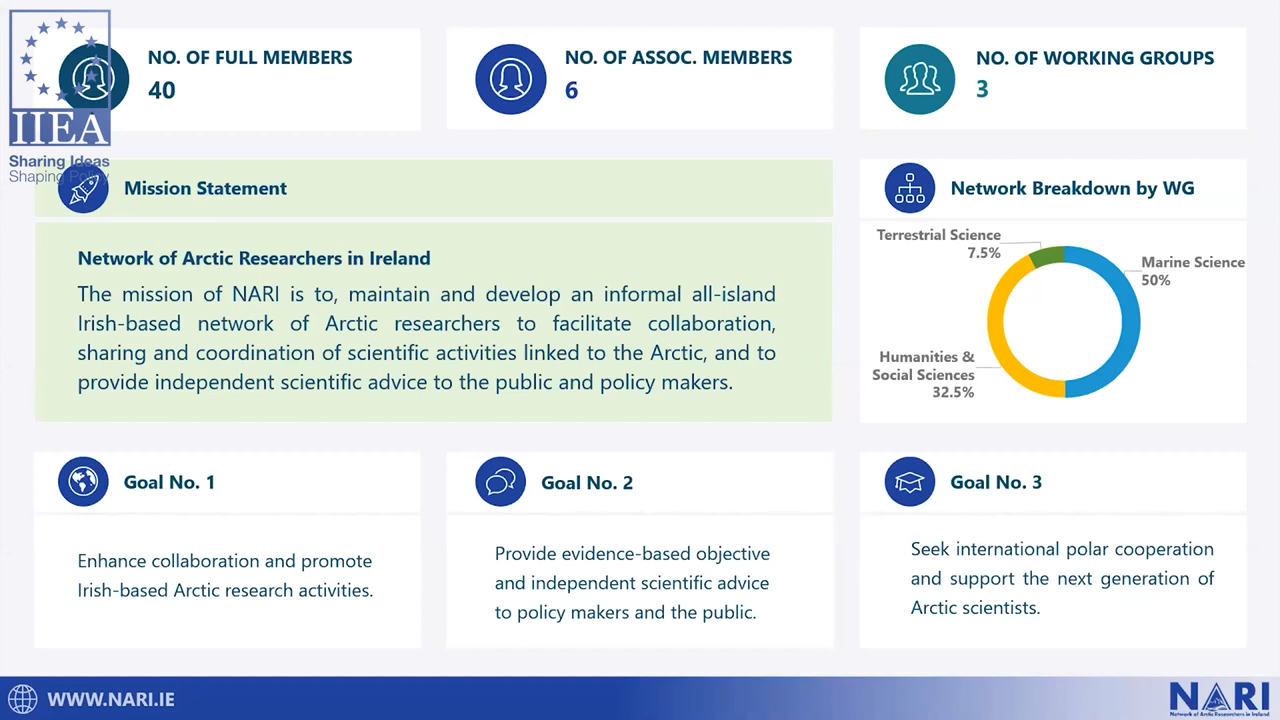 IIEA
Sharing Ideas
Shaping Policy
NO. OF FULL MEMBERS
40
NO. OF ASSOC. MEMBERS
6
NO. OF WORKING GROUPS
3
Mission Statement
Network of Arctic Researchers in Ireland
The mission of NARI is to, maintain and develop an informal all-island
Irish-based network of Arctic researchers to facilitate collaboration,
sharing and coordination of scientific activities linked to the Arctic, and to
provide independent scientific advice to the public and policy makers.
Network Breakdown by WG
Terrestrial Science
7.5%
Marine Science
50%
Humanities &
Social Sciences
32.5%
Goal No. 1
Enhance collaboration and promote
Irish-based Arctic research activities.
Goal No. 2
Provide evidence-based objective
and independent scientific advice
to policy makers and the public.
Goal No. 3
Seek international polar cooperation
and support the next generation of
Arctic scientists.
WWW.NARI.IE
NARI
Network of Arctic Researchers in Ireland